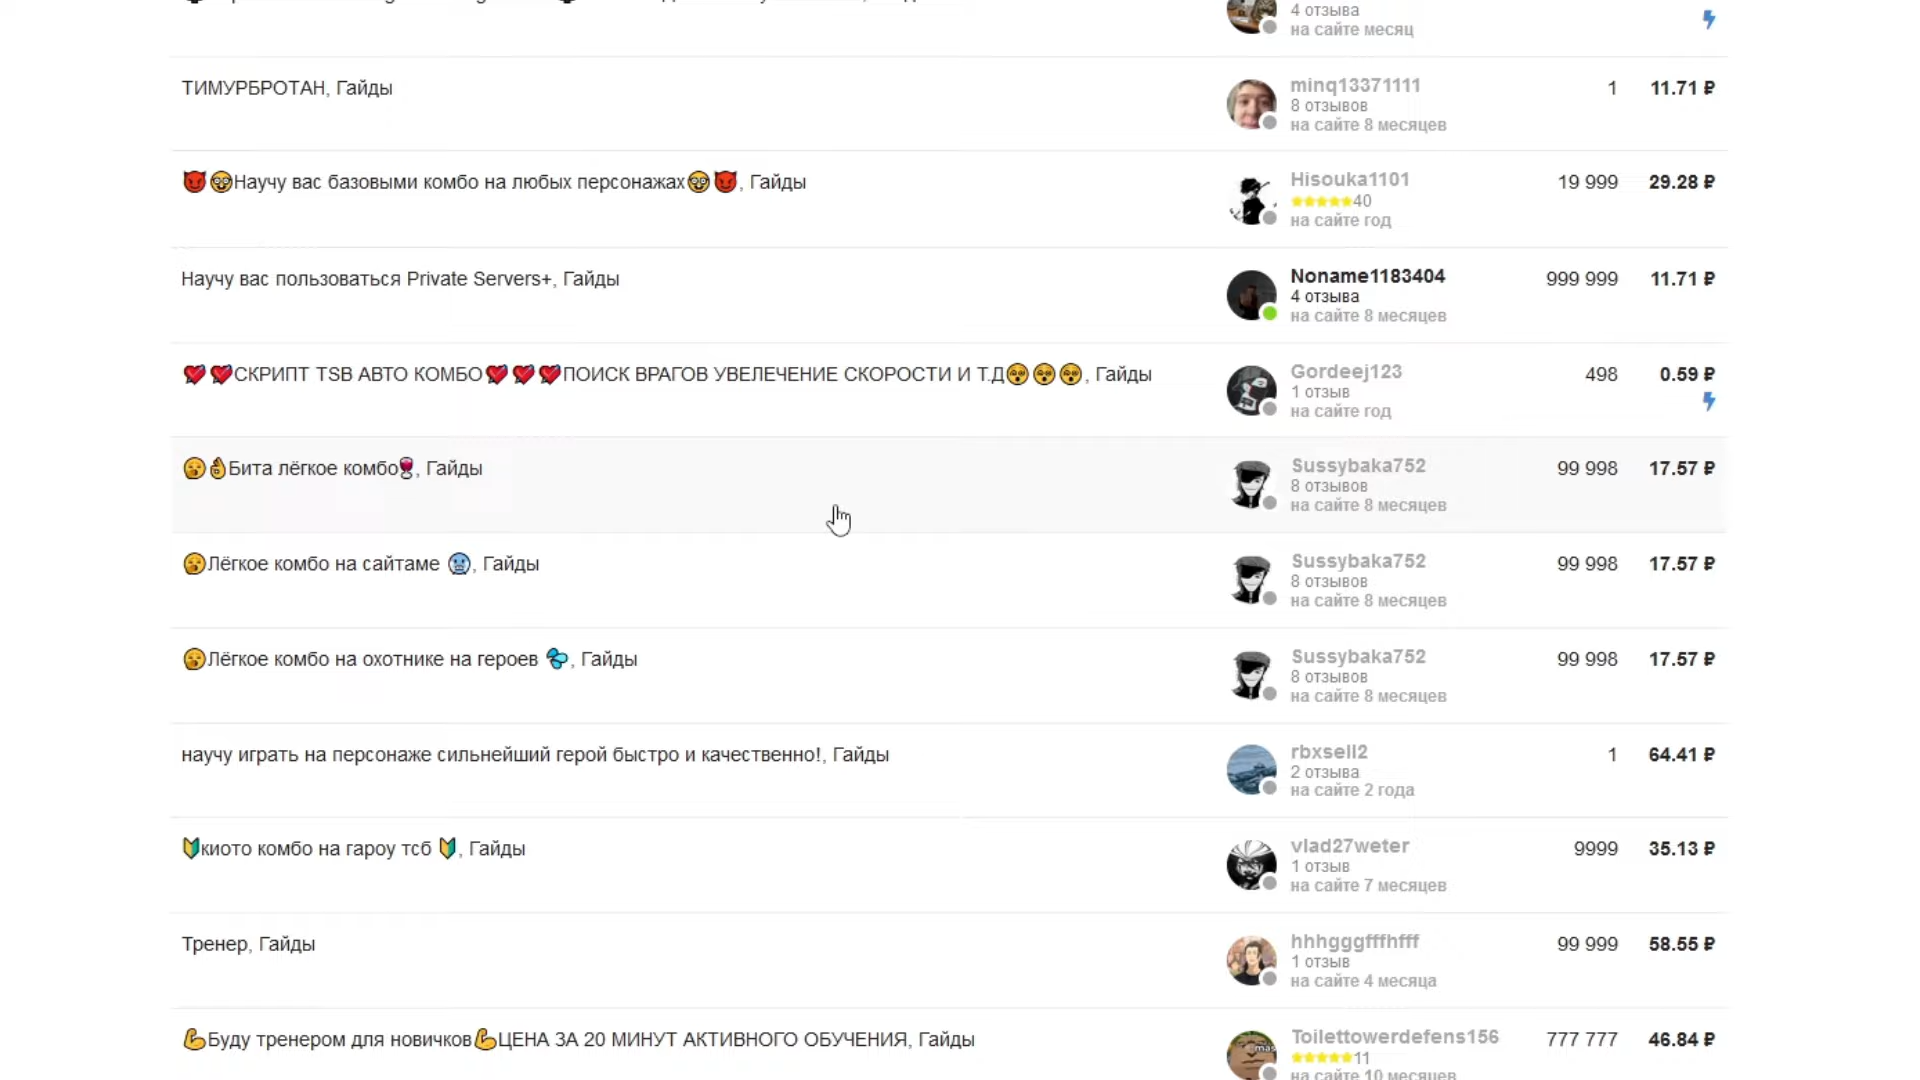 4 отзыва
на сайте месяц
ТИМУРБРОТАН, Гайды
minq13371111
8 отзывов
на сайте 8 месяцев
1
11.71 ₽
😈🤓Научу вас базовыми комбо на любых персонажах🤓😈, Гайды
Hisouka1101
★★★★★40
на сайте год
19 999
29.28 ₽
Научу вас пользоваться Private Servers+, Гайды
Noname1183404
4 отзыва
на сайте 8 месяцев
999 999
11.71 ₽
💘💘СКРИПТ TSB АВТО КОМБО💘💘💘ПОИСК ВРАГОВ УВЕЛЕЧЕНИЕ СКОРОСТИ И Т.Д😵😵😵, Гайды
Gordeej123
1 отзыв
на сайте год
498
0.59 ₽
🥱👌Бита лёгкое комбо🍷, Гайды
Sussybaka752
8 отзывов
на сайте 8 месяцев
99 998
17.57 ₽
🥱Лёгкое комбо на сайтаме 🥶, Гайды
Sussybaka752
8 отзывов
на сайте 8 месяцев
99 998
17.57 ₽
🥱Лёгкое комбо на охотнике на героев 💦, Гайды
Sussybaka752
8 отзывов
на сайте 8 месяцев
99 998
17.57 ₽
научу играть на персонаже сильнейший герой быстро и качественно!, Гайды
rbxsell2
2 отзыва
на сайте 2 года
1
64.41 ₽
🔰киото комбо на гароу тсб 🔰, Гайды
vlad27weter
1 отзыв
на сайте 7 месяцев
9999
35.13 ₽
Тренер, Гайды
hhhgggfffhfff
1 отзыв
на сайте 4 месяца
99 999
58.55 ₽
💪Буду тренером для новичков💪ЦЕНА ЗА 20 МИНУТ АКТИВНОГО ОБУЧЕНИЯ, Гайды
Toilettowerdefens156
★★★★★11
на сайте 10 месяцев
777 777
46.84 ₽